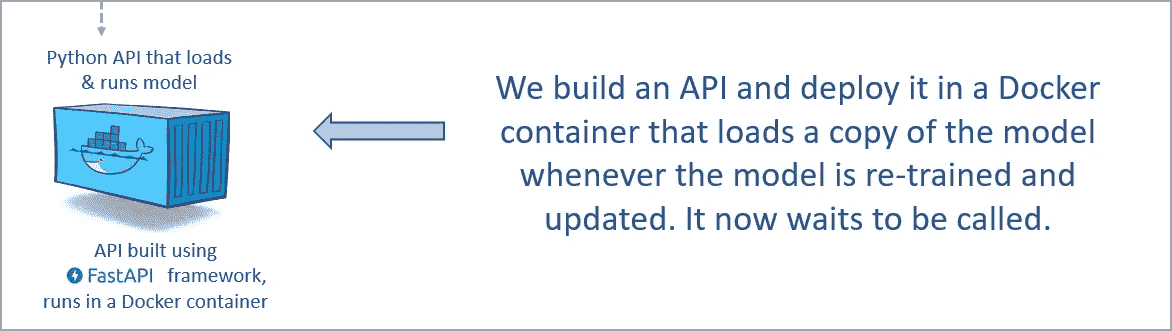 Python API that loads
& runs model
API built using
FastAPI framework,
runs in a Docker container
We build an API and deploy it in a Docker
container that loads a copy of the model
whenever the model is re-trained and
updated. It now waits to be called.